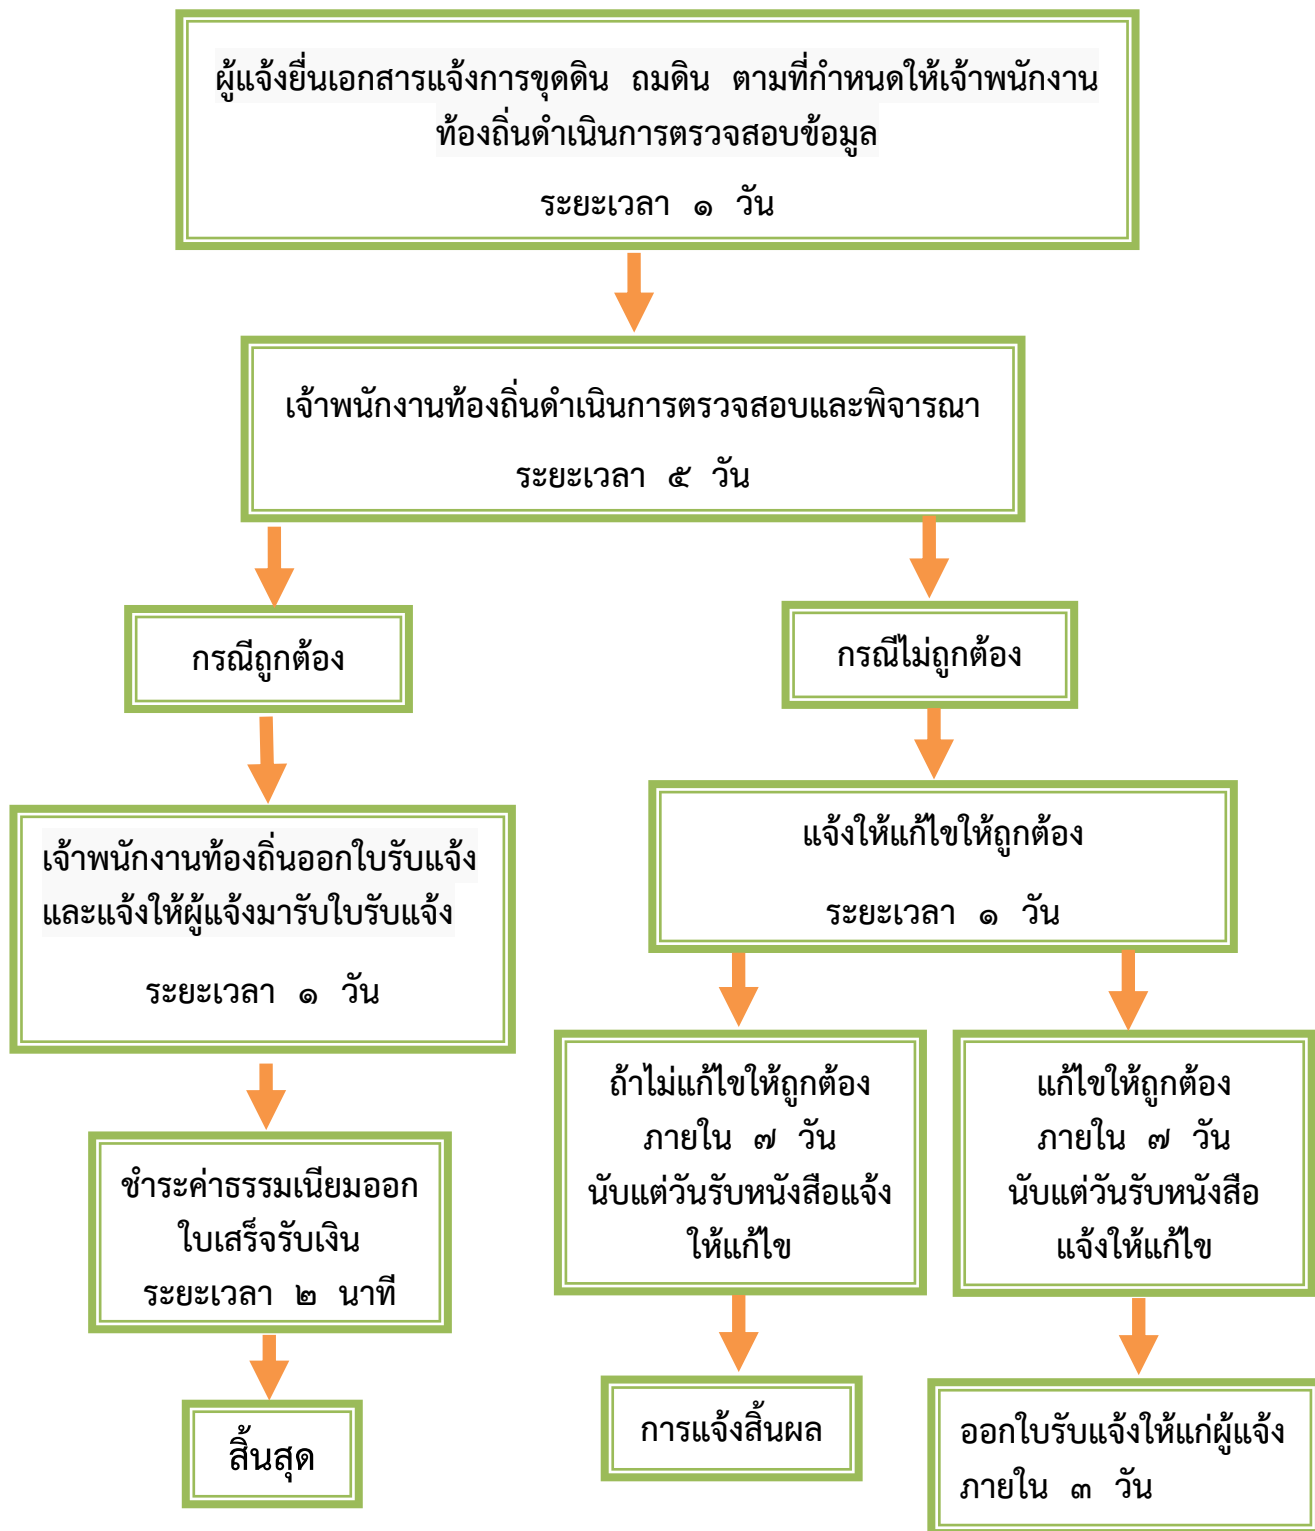 ผู้แจ้งยื่นเอกสารแจ้งการขุดดิน ถมดิน ตามที่กำหนดให้เจ้าพนักงาน
ท้องถิ่นดำเนินการตรวจสอบข้อมูล
ระยะเวลา ๑ วัน
เจ้าพนักงานท้องถิ่นดำเนินการตรวจสอบและพิจารณา
ระยะเวลา ๕ วัน
กรณีถูกต้อง
กรณีไม่ถูกต้อง
เจ้าพนักงานท้องถิ่นออกใบรับแจ้ง
และแจ้งให้ผู้แจ้งมารับใบรับแจ้ง
ระยะเวลา ๑ วัน
แจ้งให้แก้ไขให้ถูกต้อง
ระยะเวลา ๑ วัน
ชำระค่าธรรมเนียมออก
ใบเสร็จรับเงิน
ระยะเวลา ๒ นาที
ถ้าไม่แก้ไขให้ถูกต้อง
ภายใน ๗ วัน
นับแต่วันรับหนังสือแจ้ง
ให้แก้ไข
แก้ไขให้ถูกต้อง
ภายใน ๗ วัน
นับแต่วันรับหนังสือ
แจ้งให้แก้ไข
สิ้นสุด
การแจ้งสิ้นผล
ออกใบรับแจ้งให้แก่ผู้แจ้ง
ภายใน ๓ วัน